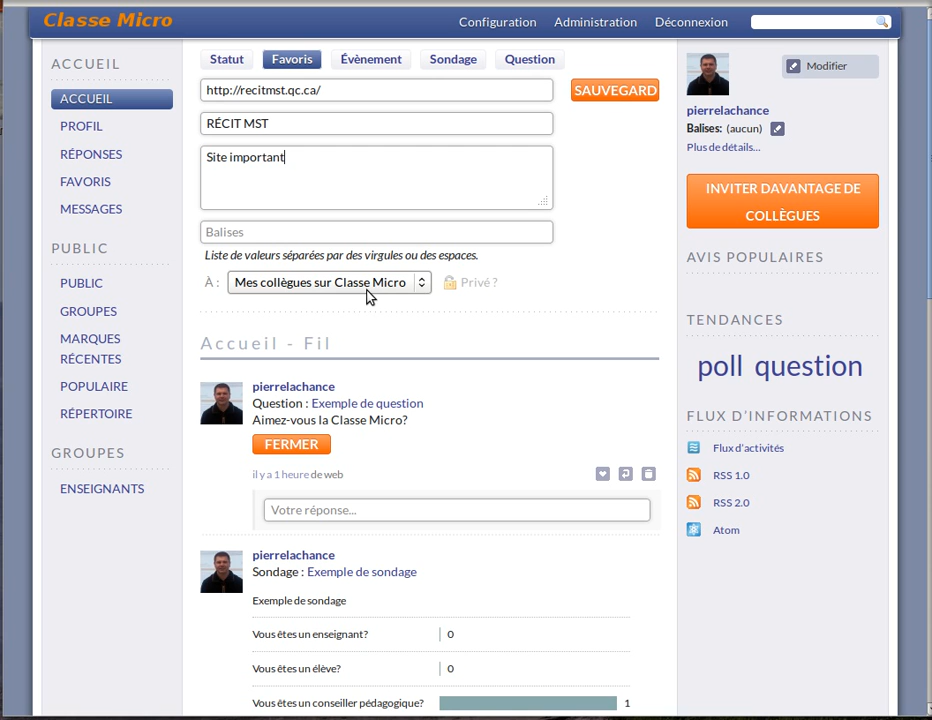 Classe Micro
Configuration Administration Déconnexion
ACCUEIL
ACCUEIL
PROFIL
RÉPONSES
FAVORIS
MESSAGES
PUBLIC
PUBLIC
GROUPES
MARQUES
RÉCENTES
POPULAIRE
RÉPERTOIRE
GROUPES
ENSEIGNANTS
Statut Favoris Évènement Sondage Question
http://recitmst.qc.ca/ SAUVEGARD
RÉCIT MST
Site important
Balises
Liste de valeurs séparées par des virgules ou des espaces.
À : Mes collègues sur Classe Micro Privé ?
Accueil - Fil
pierrelachance
Question : Exemple de question
Aimez-vous la Classe Micro?
FERMER
il y a 1 heure de web
Votre réponse...
pierrelachance
Sondage : Exemple de sondage
Exemple de sondage
Vous êtes un enseignant? 0
Vous êtes un élève? 0
Vous êtes un conseiller pédagogique? 1
Modifier
pierrelachance
Balises: (aucun)
Plus de détails...
INVITER DAVANTAGE DE
COLLÈGUES
AVIS POPULAIRES
TENDANCES
poll question
FLUX D'INFORMATIONS
Flux d'activités
RSS 1.0
RSS 2.0
Atom